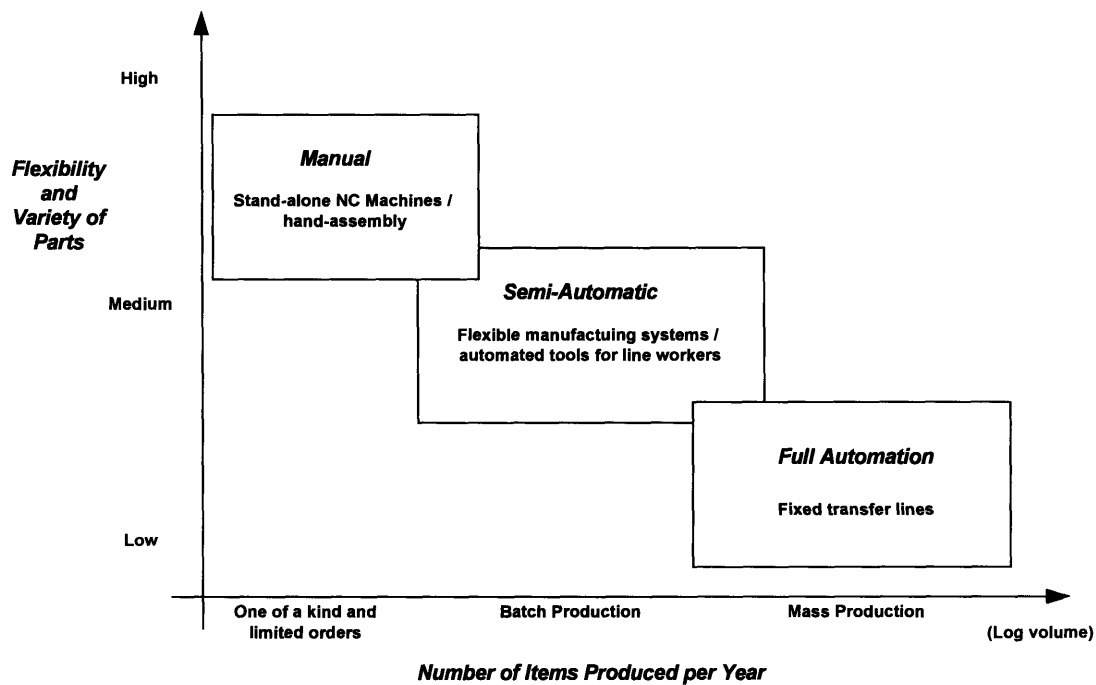 High
Flexibility
and
Variety of
Parts
Manual
Stand-alone NC Machines /
hand-assembly
Medium
Semi-Automatic
Flexible manufactuing systems /
automated tools for line workers
Full Automation
Fixed transfer lines
Low
One of a kind and
limited orders
Batch Production
Mass Production
(Log volume)
Number of Items Produced per Year